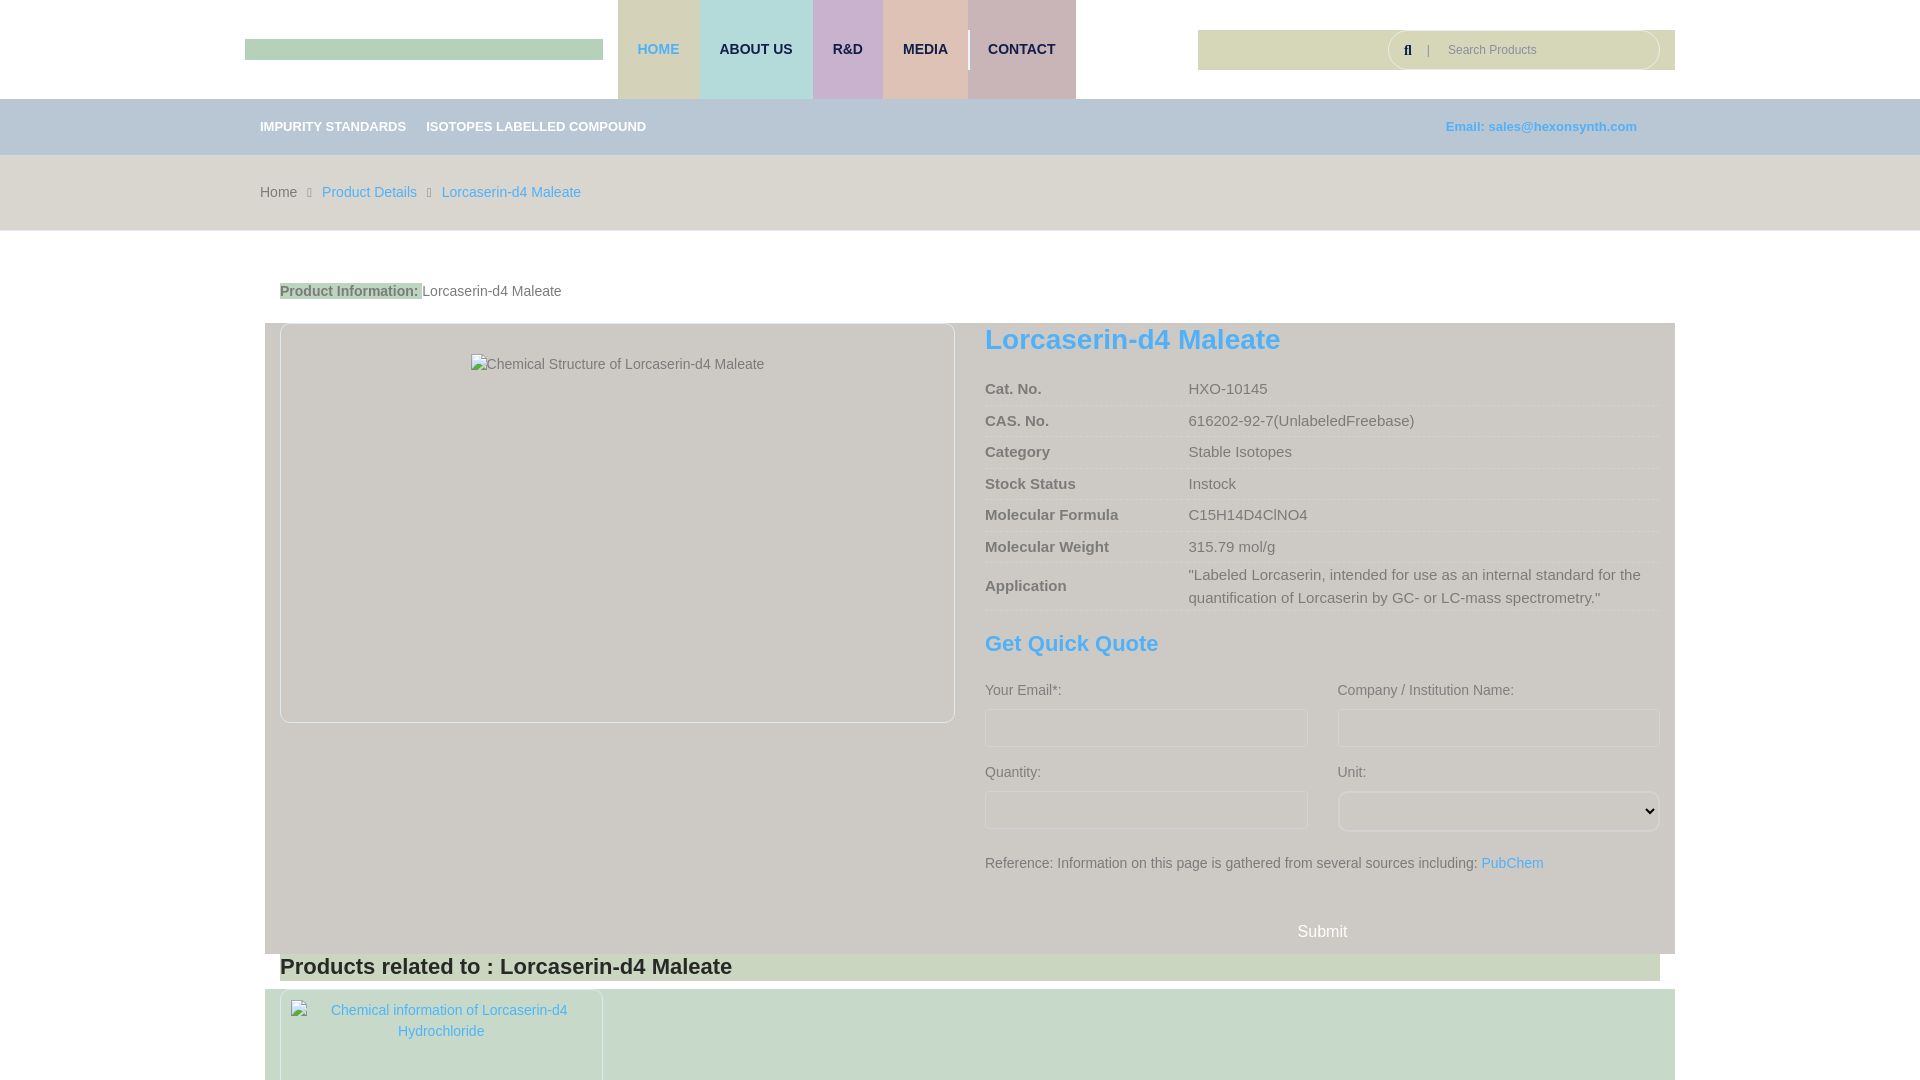 HOME ABOUT US R&D MEDIA CONTACT | Search Products
IMPURITY STANDARDS ISOTOPES LABELLED COMPOUND Email: sales@hexonsynth.com
Home Product Details Lorcaserin-d4 Maleate
Product Information: Lorcaserin-d4 Maleate
Chemical Structure of Lorcaserin-d4 Maleate
Lorcaserin-d4 Maleate
Cat. No. HXO-10145
CAS. No. 616202-92-7(UnlabeledFreebase)
Category Stable Isotopes
Stock Status Instock
Molecular Formula C15H14D4ClNO4
Molecular Weight 315.79 mol/g
Application "Labeled Lorcaserin, intended for use as an internal standard for the
quantification of Lorcaserin by GC- or LC-mass spectrometry."
Get Quick Quote
Your Email*: Company / Institution Name:
Quantity: Unit:
Reference: Information on this page is gathered from several sources including: PubChem
Submit
Products related to : Lorcaserin-d4 Maleate
Chemical information of Lorcaserin-d4
Hydrochloride